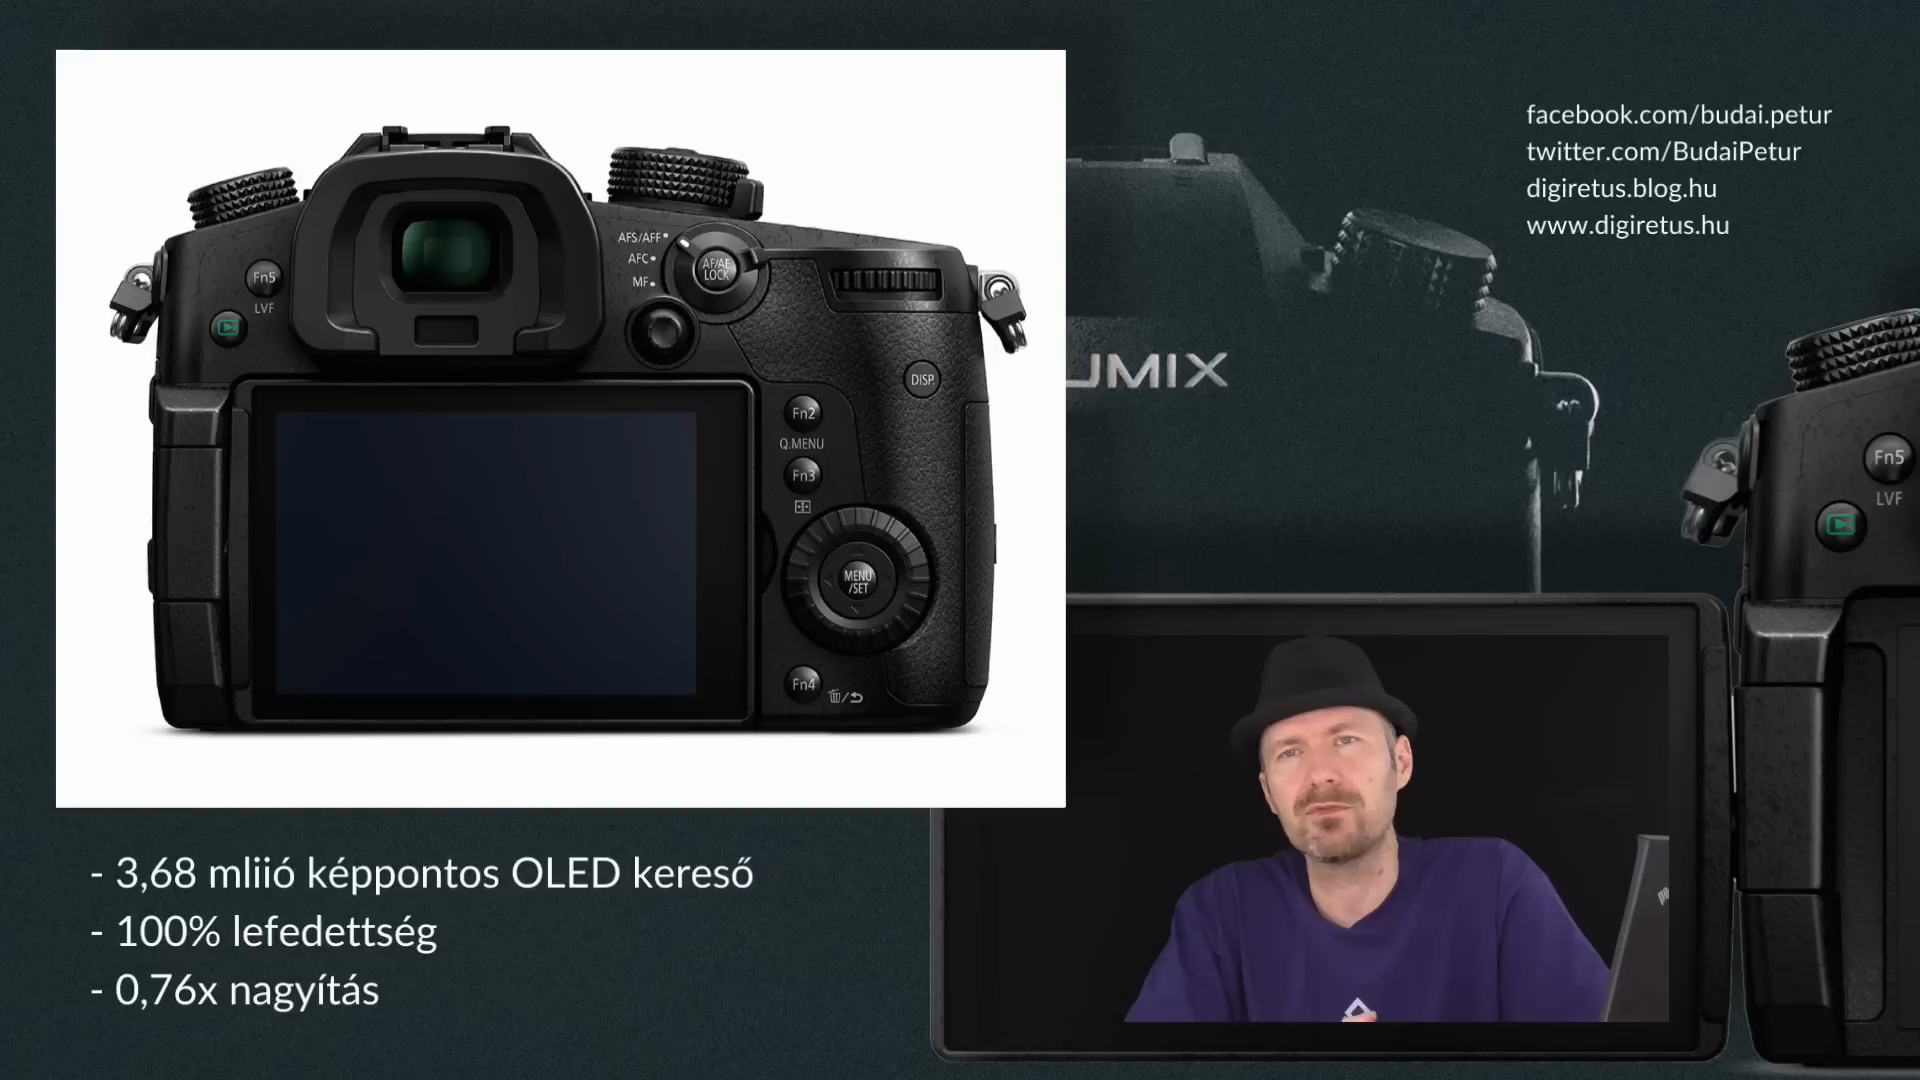 facebook.com/budai.petur
twitter.com/BudaiPetur
digiretus.blog.hu
www.digiretus.hu
AFS/AFF
AFC
MF
AF/AE
LOCK
Fn5
LVF
DISP.
Fn2
Q.MENU
Fn3
MENU
/SET
Fn4
UMIX
Fn5
LVF
- 3,68 mliió képpontos OLED kereső
- 100% lefedettség
- 0,76x nagyítás